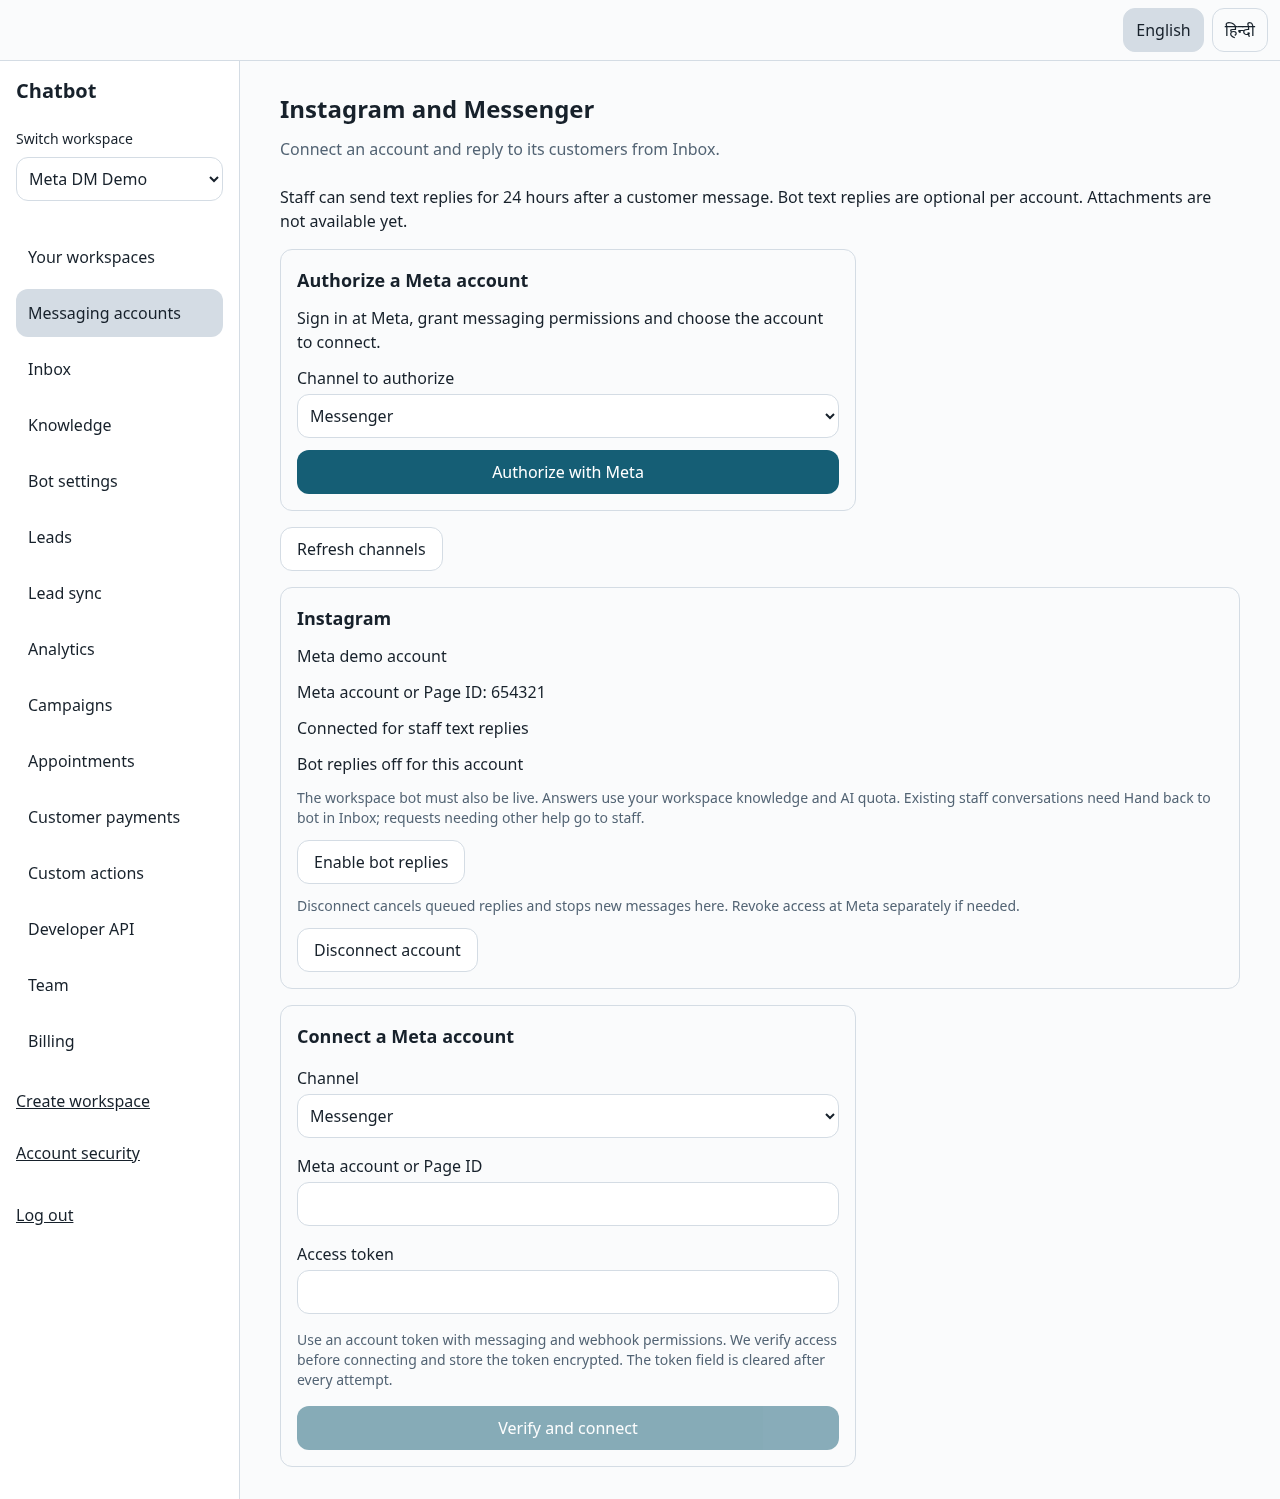 English
हिन्दी
Chatbot
Switch workspace
Meta DM Demo
Your workspaces
Messaging accounts
Inbox
Knowledge
Bot settings
Leads
Lead sync
Analytics
Campaigns
Appointments
Customer payments
Custom actions
Developer API
Team
Billing
Create workspace
Account security
Log out
Instagram and Messenger
Connect an account and reply to its customers from Inbox.
Staff can send text replies for 24 hours after a customer message. Bot text replies are optional per account. Attachments are
not available yet.
Authorize a Meta account
Sign in at Meta, grant messaging permissions and choose the account
to connect.
Channel to authorize
Messenger
Authorize with Meta
Refresh channels
Instagram
Meta demo account
Meta account or Page ID: 654321
Connected for staff text replies
Bot replies off for this account
The workspace bot must also be live. Answers use your workspace knowledge and AI quota. Existing staff conversations need Hand back to
bot in Inbox; requests needing other help go to staff.
Enable bot replies
Disconnect cancels queued replies and stops new messages here. Revoke access at Meta separately if needed.
Disconnect account
Connect a Meta account
Channel
Messenger
Meta account or Page ID
Access token
Use an account token with messaging and webhook permissions. We verify access
before connecting and store the token encrypted. The token field is cleared after
every attempt.
Verify and connect